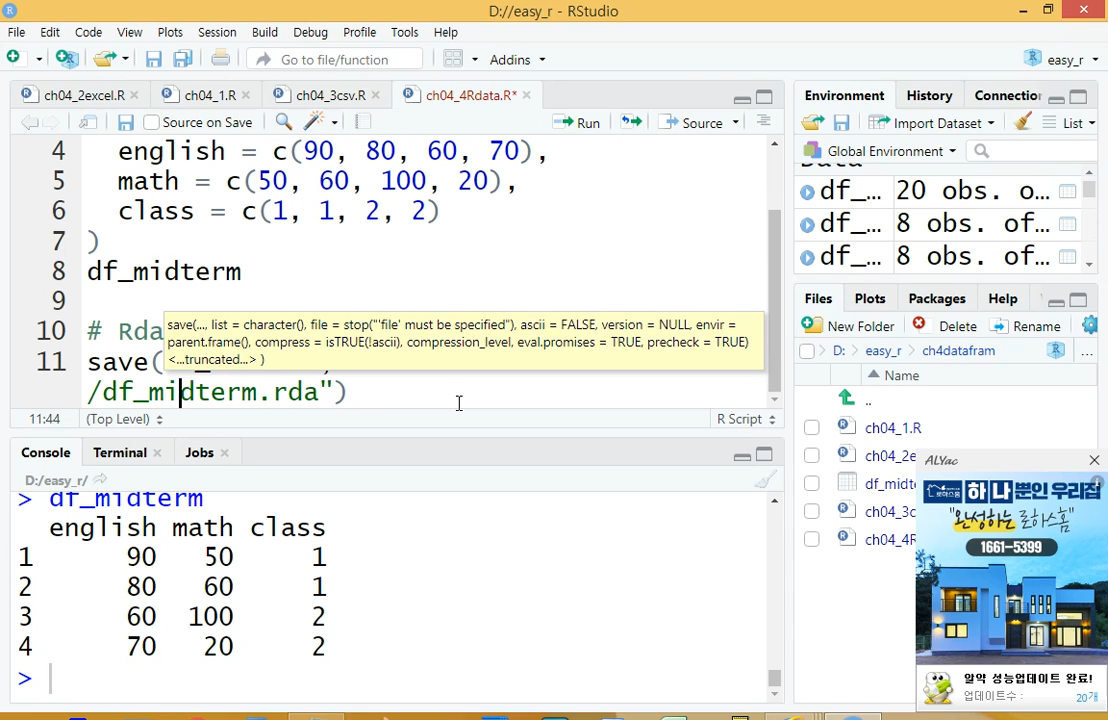 D://easy_r - RStudio
File Edit Code View Plots Session Build Debug Profile Tools Help
Go to file/function Addins easy_r
ch04_2excel.R ch04_1.R ch04_3csv.R ch04_4Rdata.R*
Source on Save Run Source
4 english = c(90, 80, 60, 70),
5 math = c(50, 60, 100, 20),
6 class = c(1, 1, 2, 2)
7 )
8 df_midterm
9
10 # Rda
save(..., list = character(), file = stop("'file' must be specified"), ascii = FALSE, version = NULL, envir =
parent.frame(), compress = isTRUE(!ascii), compression_level, eval.promises = TRUE, precheck = TRUE)
<...truncated...> )
11 save(
/df_midterm.rda")
11:44 (Top Level) R Script
Console Terminal Jobs
D:/easy_r/
> df_midterm
english math class
1 90 50 1
2 80 60 1
3 60 100 2
4 70 20 2
>
Environment History Connectio
Import Dataset List
Global Environment
Data
df_... 20 obs. o...
df_... 8 obs. of...
df_... 8 obs. of...
Files Plots Packages Help
New Folder Delete Rename
D: easy_r ch4datafram ...
Name
..
ch04_1.R
ch04_2e
df_midte
ch04_3c
ch04_4R
ALYac
하나뿐인 우리집
"완성하는 로하스홈"
1661-5399
알약 성능업데이트 완료!
업데이트수 : 20개